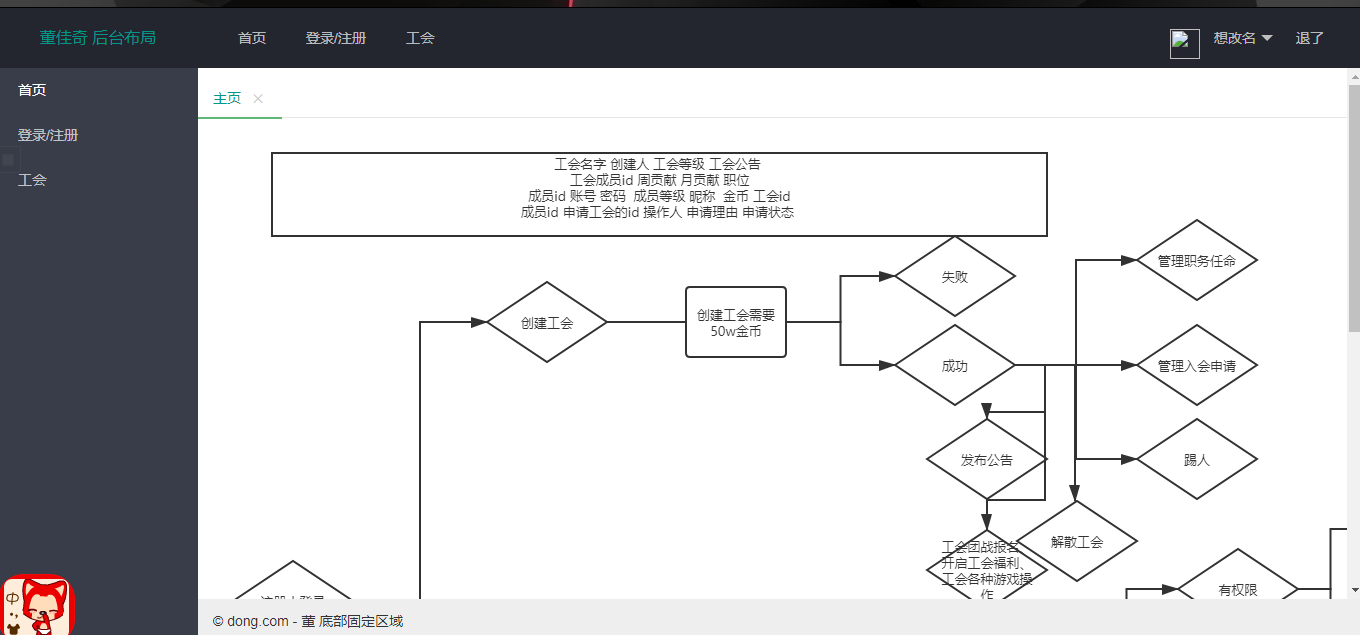 董佳奇 后台布局
首页
登录/注册
工会
想改名
退了
首页
登录/注册
工会
主页
工会名字 创建人 工会等级 工会公告
工会成员id 周贡献 月贡献 职位
成员id 账号 密码 成员等级 昵称 金币 工会id
成员id 申请工会的id 操作人 申请理由 申请状态
失败
管理职务任命
创建工会
创建工会需要
50w金币
成功
管理入会申请
发布公告
踢人
工会团战报名
开启工会福利、
工会各种游戏操
作
解散工会
有权限
中
© dong.com - 董 底部固定区域